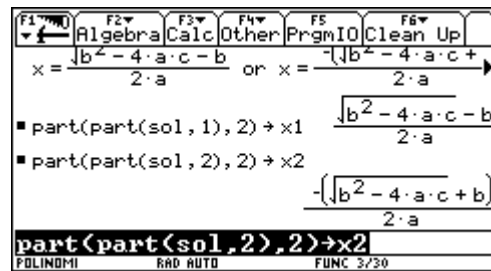 F1 F2 F3 F4 F5 F6
Algebra Calc Other PrgmIO Clean Up
x = √b² - 4·a·c - b / 2·a or x = -(√b² - 4·a·c +
▪ part(part(sol,1),2)→x1 √b² - 4·a·c - b / 2·a
▪ part(part(sol,2),2)→x2
-(√b² - 4·a·c + b) / 2·a
part(part(sol,2),2)→x2
POLINOMI RAD AUTO FUNC 3/30